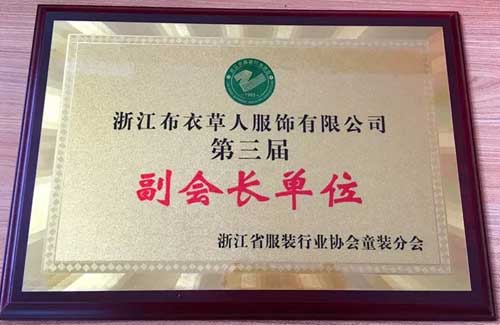 浙江布衣草人服饰有限公司
第三届
副会长单位
浙江省服装行业协会童装分会